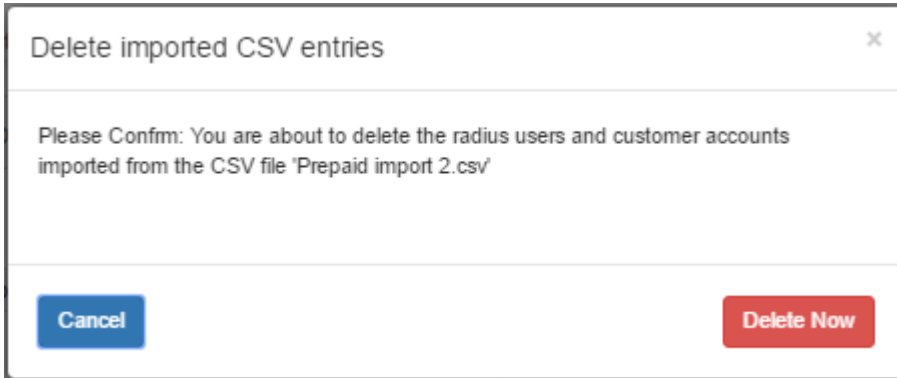 Delete imported CSV entries
×
Please Confrm: You are about to delete the radius users and customer accounts
imported from the CSV file 'Prepaid import 2.csv'
Cancel
Delete Now